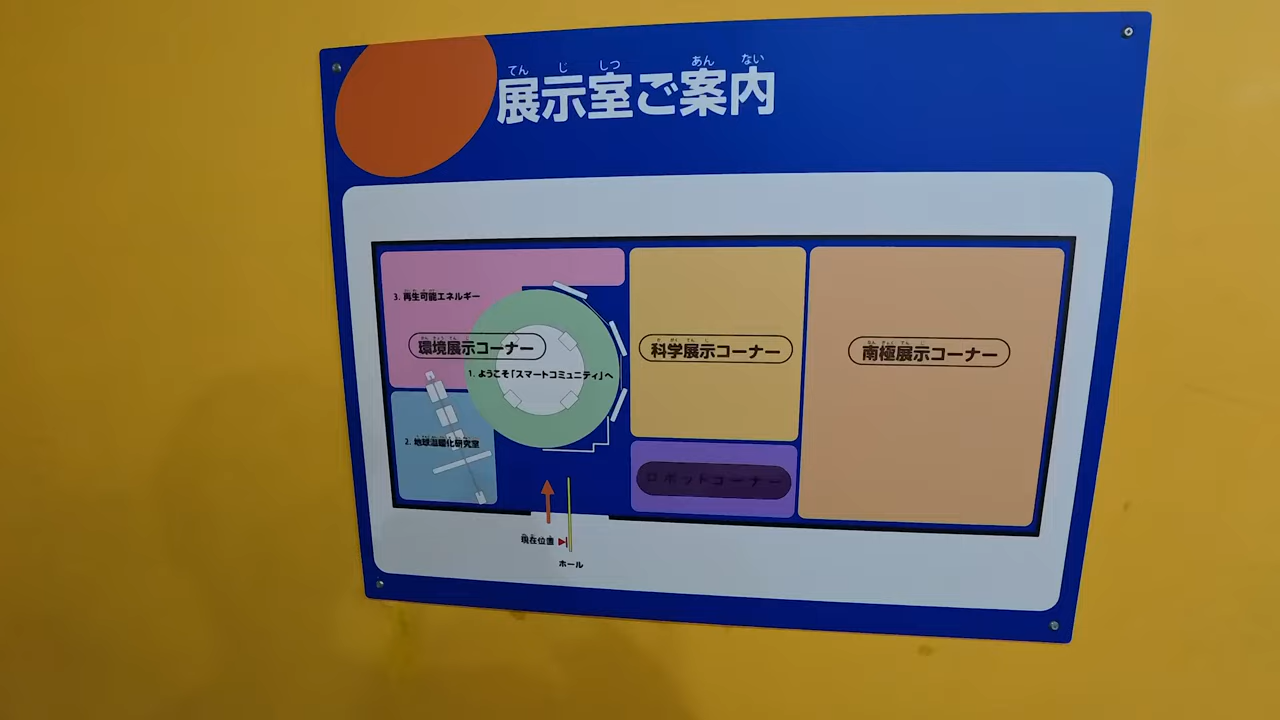 てん じ しつ あん ない
展示室ご案内
3. 再生可能エネルギー
環境展示コーナー
1. ようこそ「スマートコミュニティ」へ
2. 地球温暖化研究室
科学展示コーナー
ロボットコーナー
南極展示コーナー
現在位置
ホール